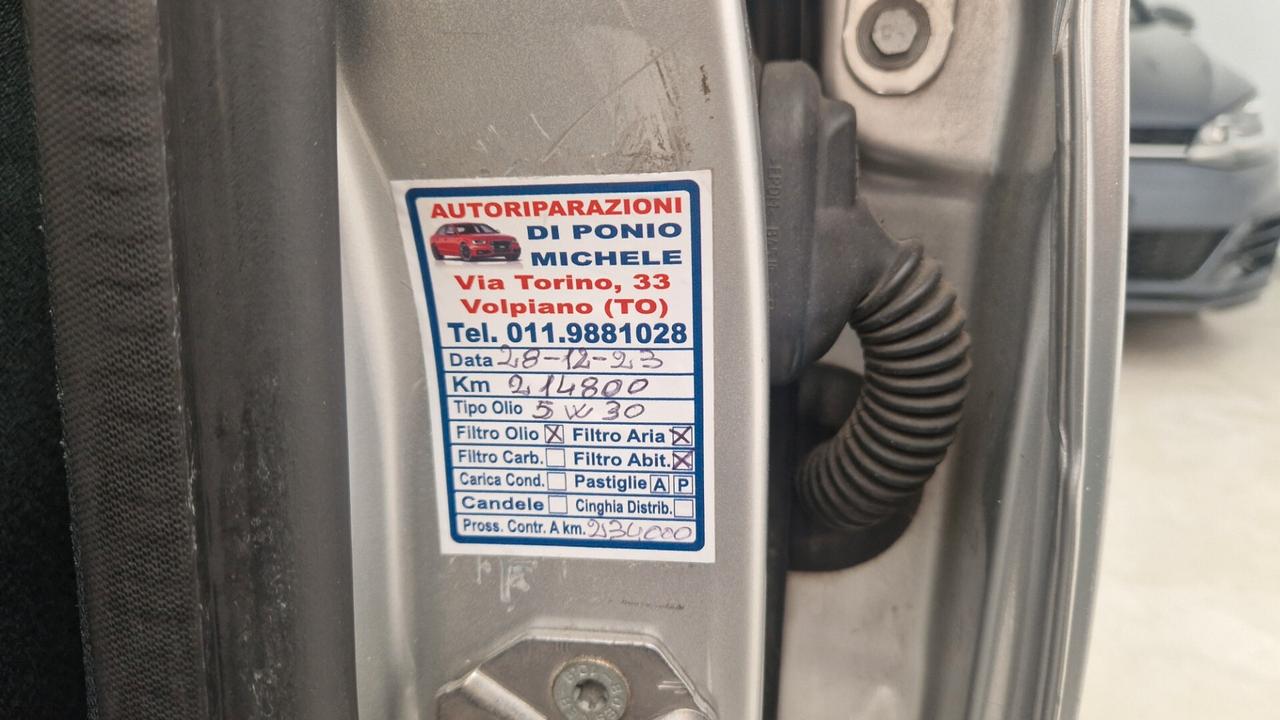 AUTORIPARAZIONI
DI PONIO
MICHELE
Via Torino, 33
Volpiano (TO)
Tel. 011.9881028
Data 28-12-23
Km 214800
Tipo Olio 5W30
Filtro Olio X Filtro Aria X
Filtro Carb. Filtro Abit. X
Carica Cond. Pastiglie A P
Candele Cinghia Distrib.
Pross. Contr. A km. 234000